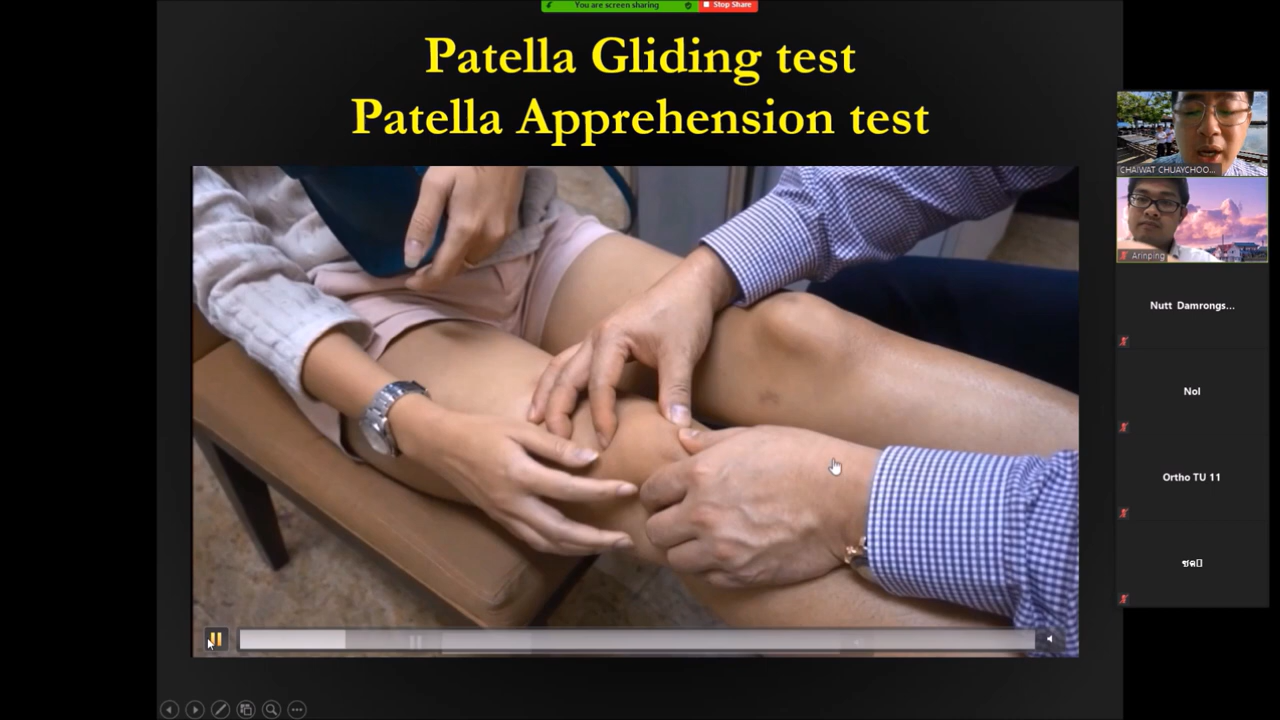 You are screen sharing
Stop Share
Patella Gliding test
Patella Apprehension test
CHAIWAT CHUAYCHOO...
Arinping
Nutt Damrongs...
Nol
Ortho TU 11